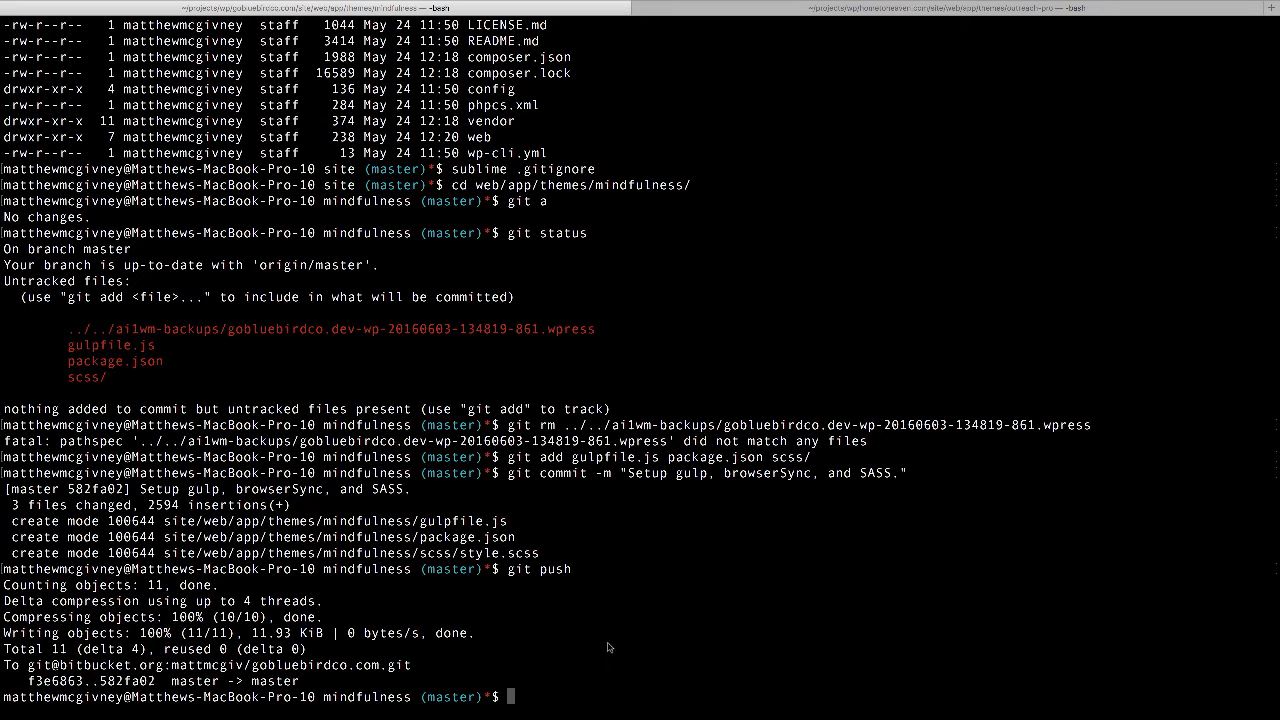 ~/projects/wp/gobluebirdco.com/site/web/app/themes/mindfulness — -bash
~/projects/wp/hometoneaven.com/site/web/app/themes/outreach-pro — -bash
-rw-r--r-- 1 matthewmcgivney staff 1044 May 24 11:50 LICENSE.md
-rw-r--r-- 1 matthewmcgivney staff 3414 May 24 11:50 README.md
-rw-r--r-- 1 matthewmcgivney staff 1988 May 24 12:18 composer.json
-rw-r--r-- 1 matthewmcgivney staff 16589 May 24 12:18 composer.lock
drwxr-xr-x 4 matthewmcgivney staff 136 May 24 11:50 config
-rw-r--r-- 1 matthewmcgivney staff 284 May 24 11:50 phpcs.xml
drwxr-xr-x 11 matthewmcgivney staff 374 May 24 12:18 vendor
drwxr-xr-x 7 matthewmcgivney staff 238 May 24 12:20 web
-rw-r--r-- 1 matthewmcgivney staff 13 May 24 11:50 wp-cli.yml
[matthewmcgivney@Matthews-MacBook-Pro-10 site (master)*$ sublime .gitignore
[matthewmcgivney@Matthews-MacBook-Pro-10 site (master)*$ cd web/app/themes/mindfulness/
[matthewmcgivney@Matthews-MacBook-Pro-10 mindfulness (master)*$ git a
No changes.
[matthewmcgivney@Matthews-MacBook-Pro-10 mindfulness (master)*$ git status
On branch master
Your branch is up-to-date with 'origin/master'.
Untracked files:
(use "git add <file>..." to include in what will be committed)
../../ai1wm-backups/gobluebirdco.dev-wp-20160603-134819-861.wpress
gulpfile.js
package.json
scss/
nothing added to commit but untracked files present (use "git add" to track)
[matthewmcgivney@Matthews-MacBook-Pro-10 mindfulness (master)*$ git rm ../../ai1wm-backups/gobluebirdco.dev-wp-20160603-134819-861.wpress
fatal: pathspec '../../ai1wm-backups/gobluebirdco.dev-wp-20160603-134819-861.wpress' did not match any files
[matthewmcgivney@Matthews-MacBook-Pro-10 mindfulness (master)*$ git add gulpfile.js package.json scss/
[matthewmcgivney@Matthews-MacBook-Pro-10 mindfulness (master)*$ git commit -m "Setup gulp, browserSync, and SASS."
[master 582fa02] Setup gulp, browserSync, and SASS.
3 files changed, 2594 insertions(+)
create mode 100644 site/web/app/themes/mindfulness/gulpfile.js
create mode 100644 site/web/app/themes/mindfulness/package.json
create mode 100644 site/web/app/themes/mindfulness/scss/style.scss
[matthewmcgivney@Matthews-MacBook-Pro-10 mindfulness (master)*$ git push
Counting objects: 11, done.
Delta compression using up to 4 threads.
Compressing objects: 100% (10/10), done.
Writing objects: 100% (11/11), 11.93 KiB | 0 bytes/s, done.
Total 11 (delta 4), reused 0 (delta 0)
To git@bitbucket.org:mattmcgiv/gobluebirdco.com.git
f3e6863..582fa02 master -> master
matthewmcgivney@Matthews-MacBook-Pro-10 mindfulness (master)*$